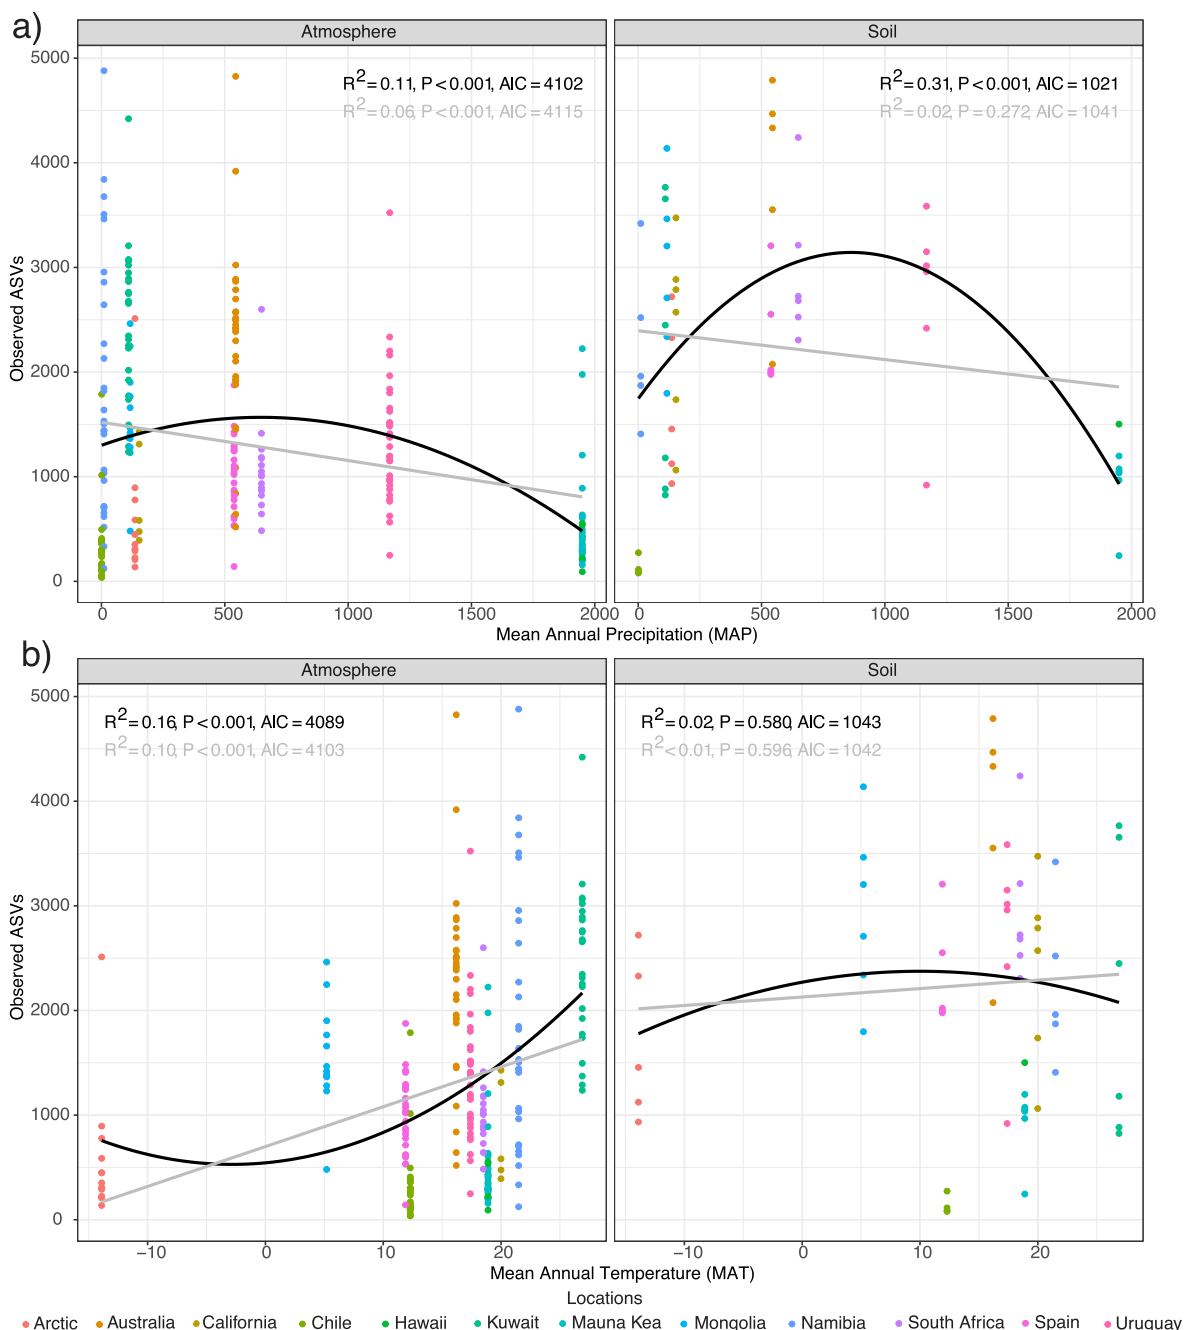 a)
Atmosphere
Soil
R²=0.11, P<0.001, AIC=4102
R²=0.06, P<0.001, AIC=4115
R²=0.31, P<0.001, AIC=1021
R²=0.02, P=0.272, AIC=1041
Observed ASVs
5000
4000
3000
2000
1000
0
0 500 1000 1500 2000
0 500 1000 1500 2000
Mean Annual Precipitation (MAP)
b)
Atmosphere
Soil
R²=0.16, P<0.001, AIC=4089
R²=0.10, P<0.001, AIC=4103
R²=0.02, P=0.580, AIC=1043
R²<0.01, P=0.596, AIC=1042
Observed ASVs
5000
4000
3000
2000
1000
0
−10 0 10 20
−10 0 10 20
Mean Annual Temperature (MAT)
Locations
Arctic Australia California Chile Hawaii Kuwait Mauna Kea Mongolia Namibia South Africa Spain Uruguay